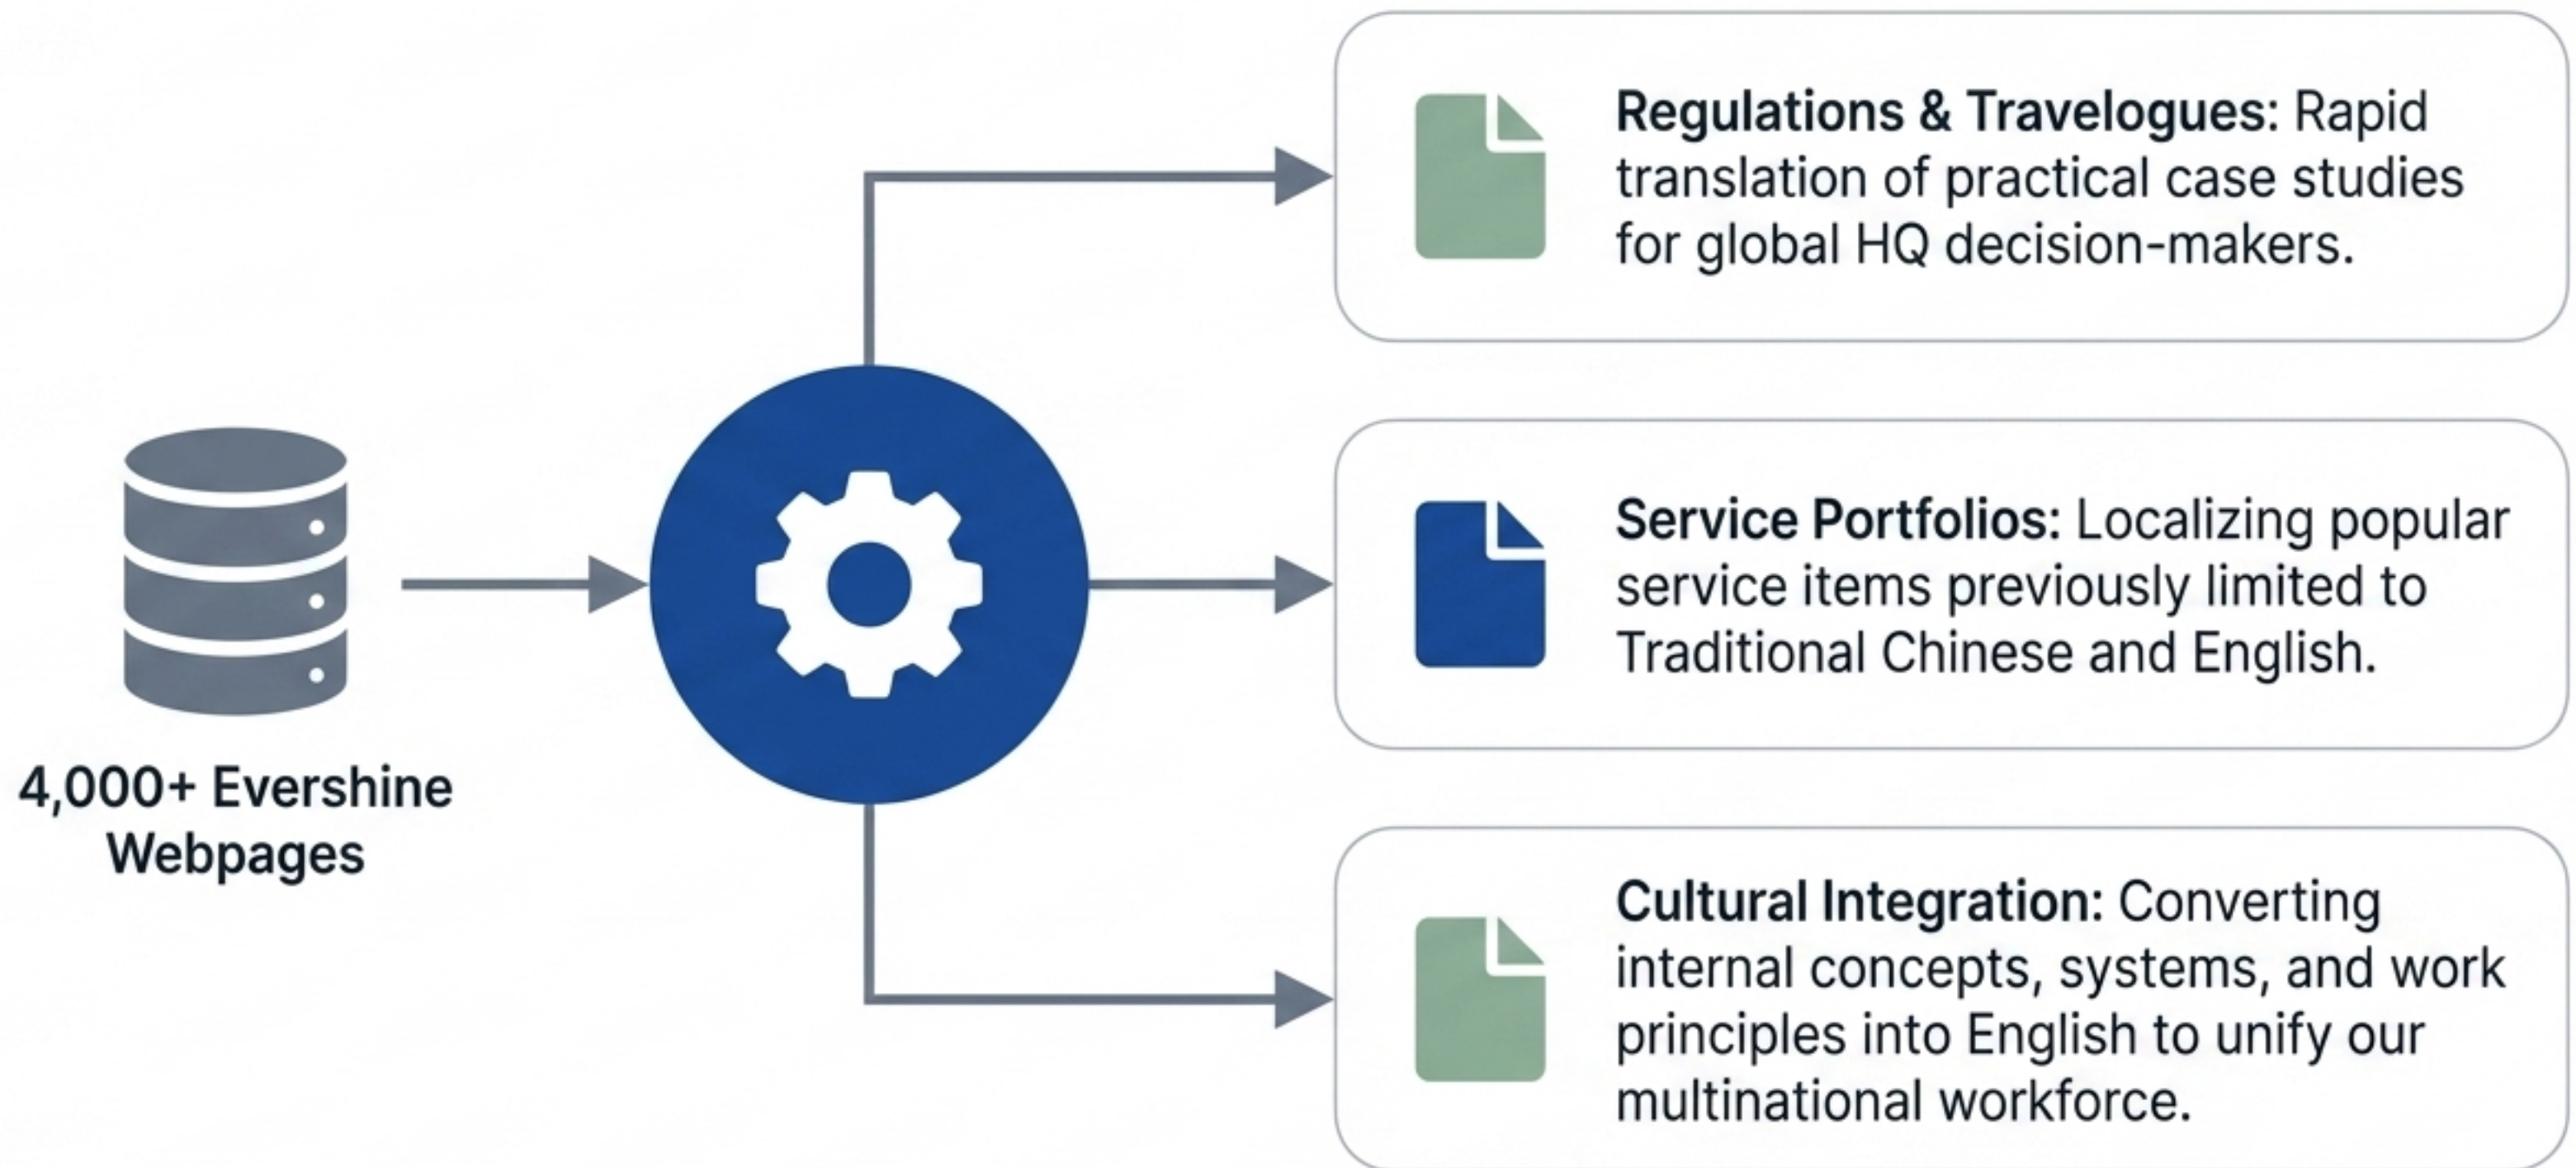 Regulations & Travelogues: Rapid
translation of practical case studies
for global HQ decision-makers.
4,000+ Evershine
Webpages
Service Portfolios: Localizing popular
service items previously limited to
Traditional Chinese and English.
Cultural Integration: Converting
internal concepts, systems, and work
principles into English to unify our
multinational workforce.